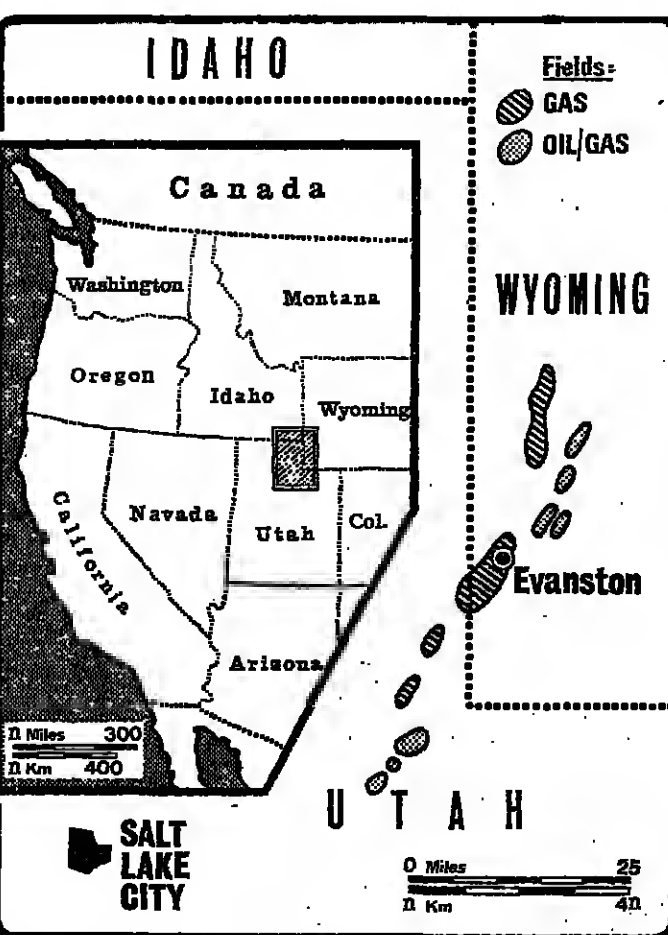 IDAHO
Fields:
GAS
OIL/GAS
Canada
Washington
Montana
WYOMING
Oregon
Idaho
Wyoming
California
Navada
Utah
Col.
Evanston
Arizona
0 Miles 300
0 Km 400
UTAH
SALT
LAKE
CITY
0 Miles 25
0 Km 40